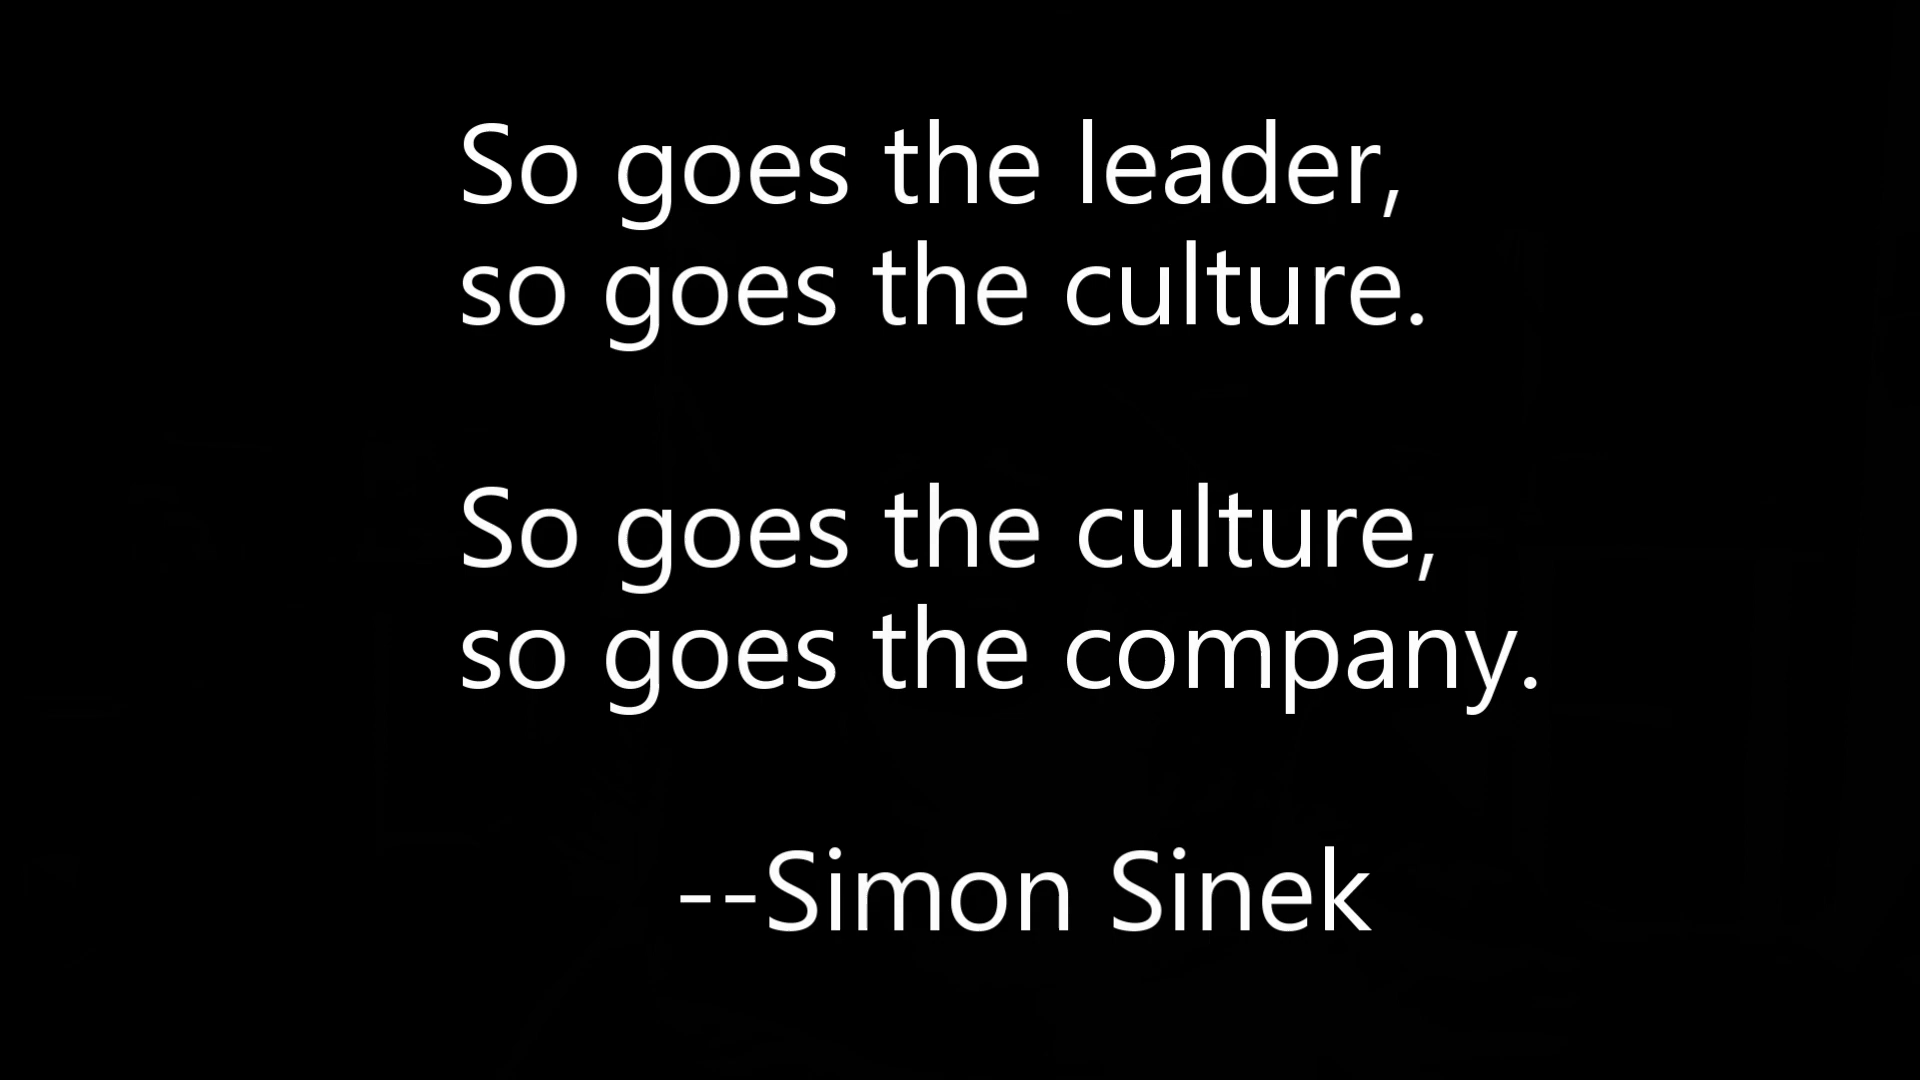 So goes the leader,
so goes the culture.
So goes the culture,
so goes the company.
--Simon Sinek